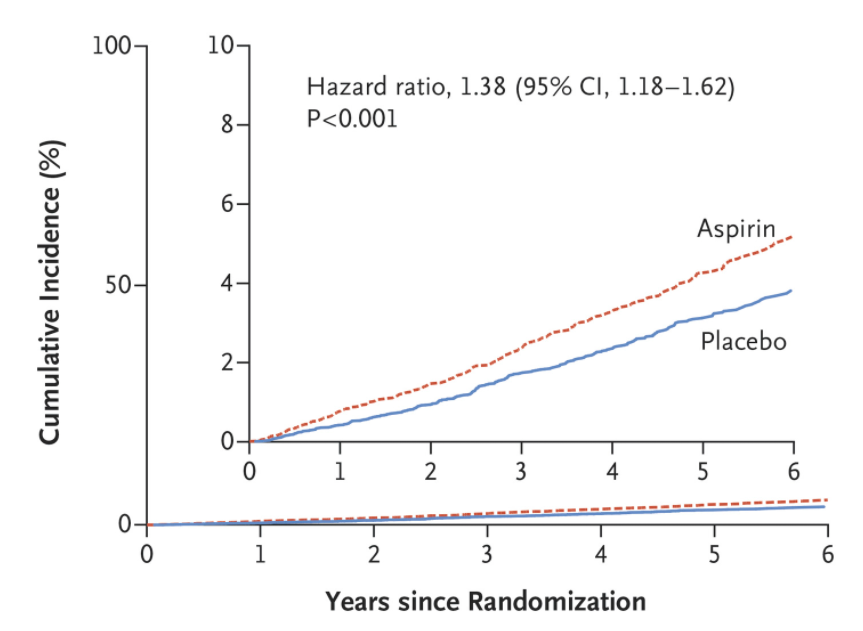 100
50
0
Cumulative Incidence (%)
10
8
6
4
2
0
Hazard ratio, 1.38 (95% CI, 1.18–1.62)
P<0.001
Aspirin
Placebo
0 1 2 3 4 5 6
0 1 2 3 4 5 6
Years since Randomization